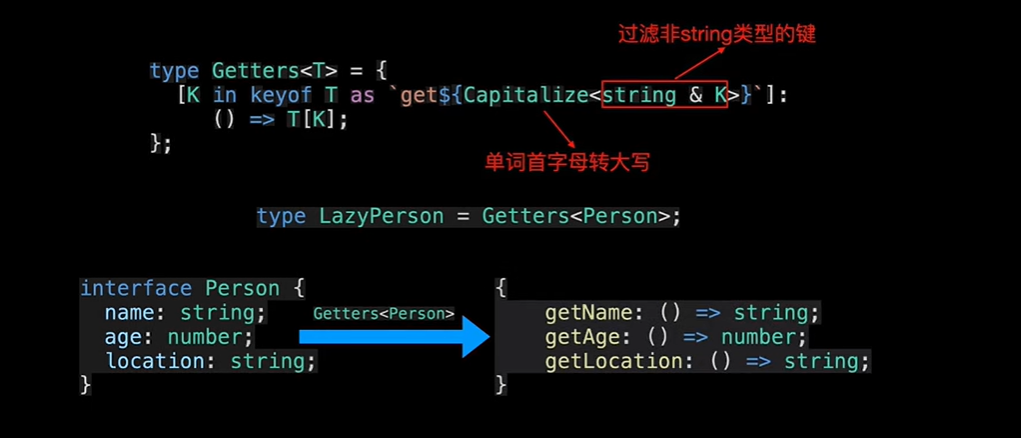 过滤非string类型的键
type Getters<T> = {
[K in keyof T as `get${Capitalize<string & K>}`]:
() => T[K];
};
单词首字母转大写
type LazyPerson = Getters<Person>;
interface Person {
name: string;
age: number;
location: string;
}
Getters<Person>
{
getName: () => string;
getAge: () => number;
getLocation: () => string;
}